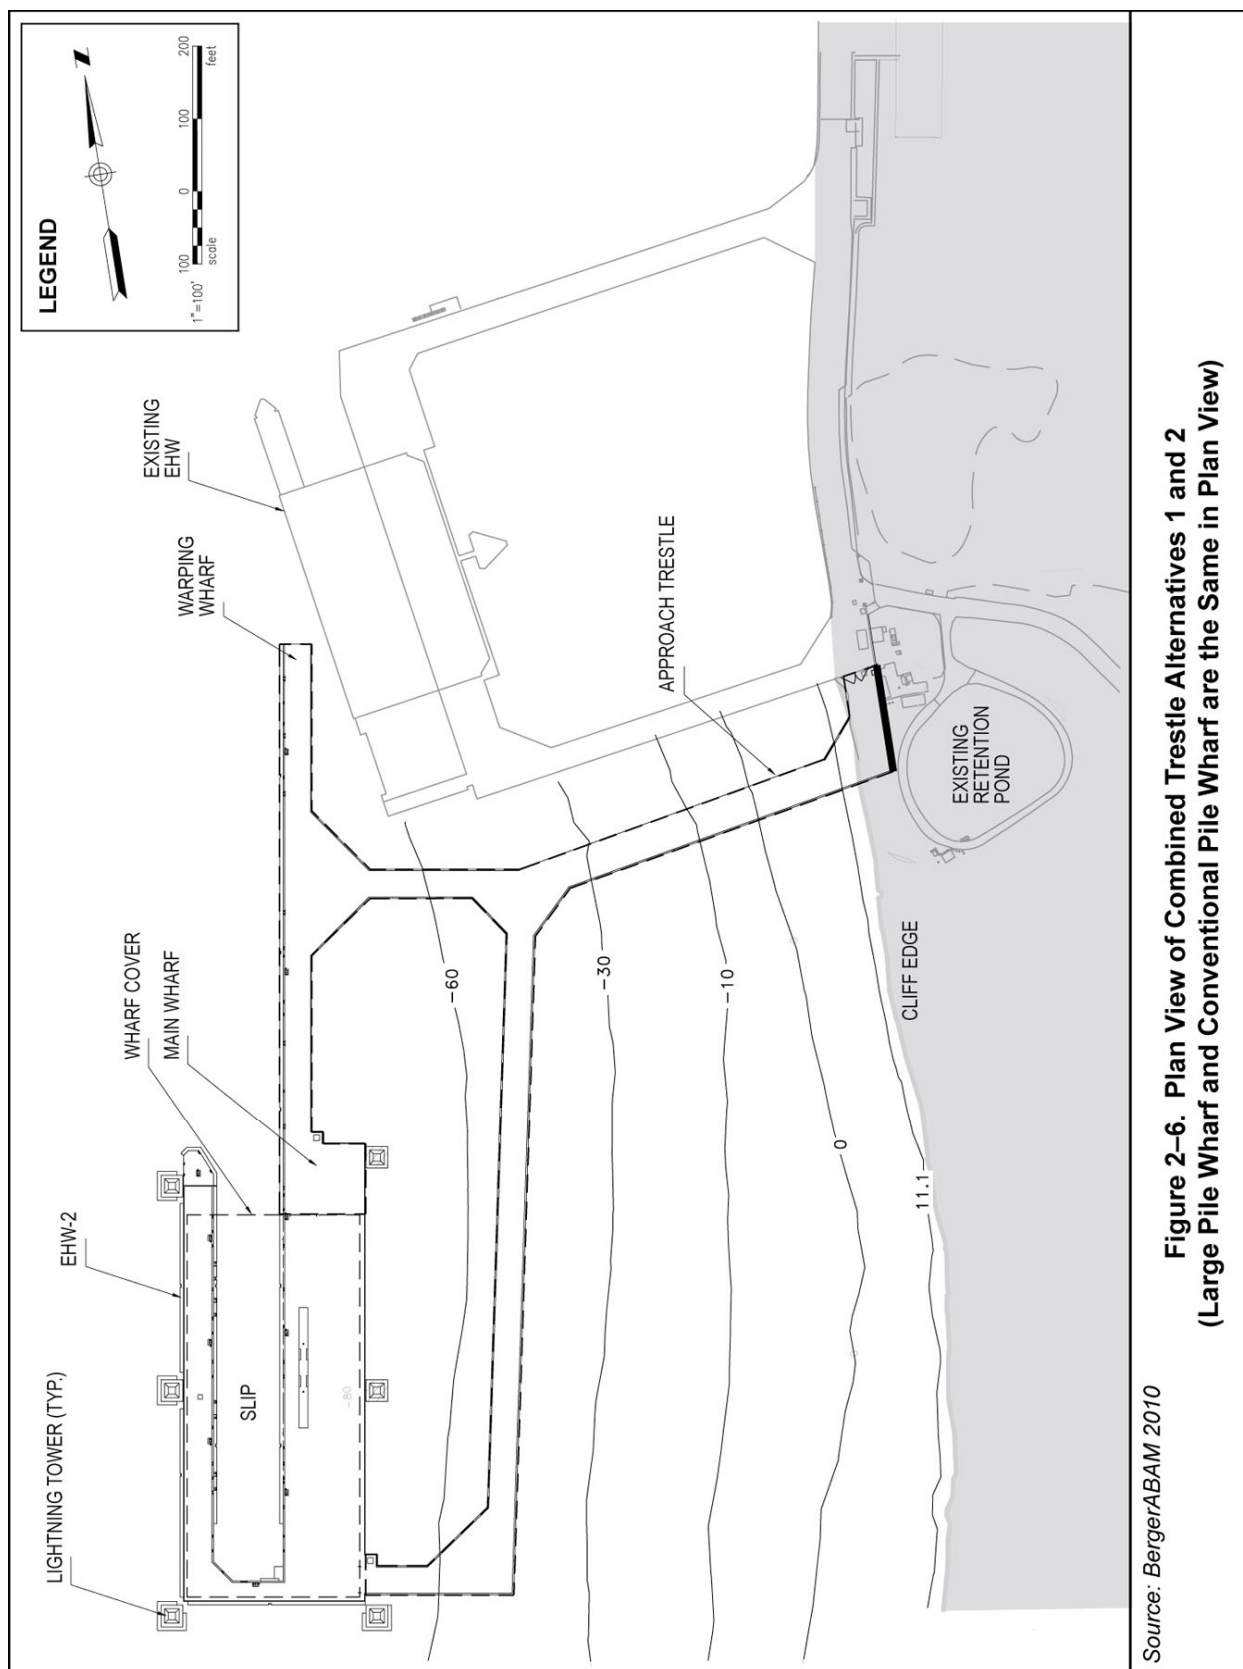 LEGEND
N
1"=100'
100 0 100 200
scale feet
LIGHTNING TOWER (TYP.)
EHW-2
WHARF COVER
MAIN WHARF
WARPING
WHARF
EXISTING
EHW
SLIP
-80
APPROACH TRESTLE
-60
-30
-10
0
11.1
CLIFF EDGE
EXISTING
RETENTION
POND
Source: BergerABAM 2010
Figure 2–6. Plan View of Combined Trestle Alternatives 1 and 2
(Large Pile Wharf and Conventional Pile Wharf are the Same in Plan View)